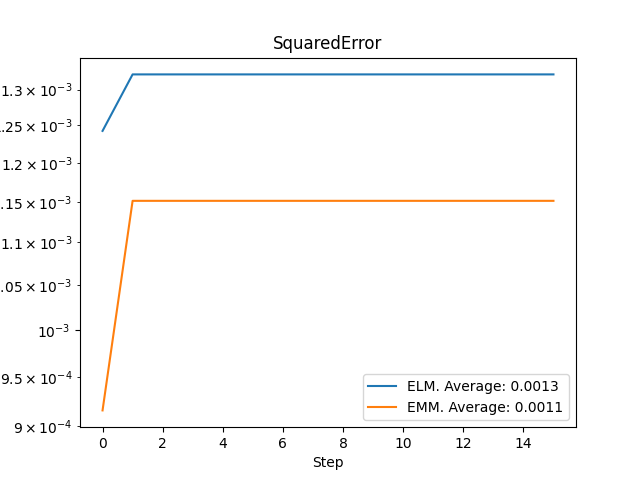 SquaredError
1.3 × 10⁻³
.25 × 10⁻³
1.2 × 10⁻³
.15 × 10⁻³
1.1 × 10⁻³
.05 × 10⁻³
10⁻³
9.5 × 10⁻⁴
9 × 10⁻⁴
ELM. Average: 0.0013
EMM. Average: 0.0011
0 2 4 6 8 10 12 14
Step